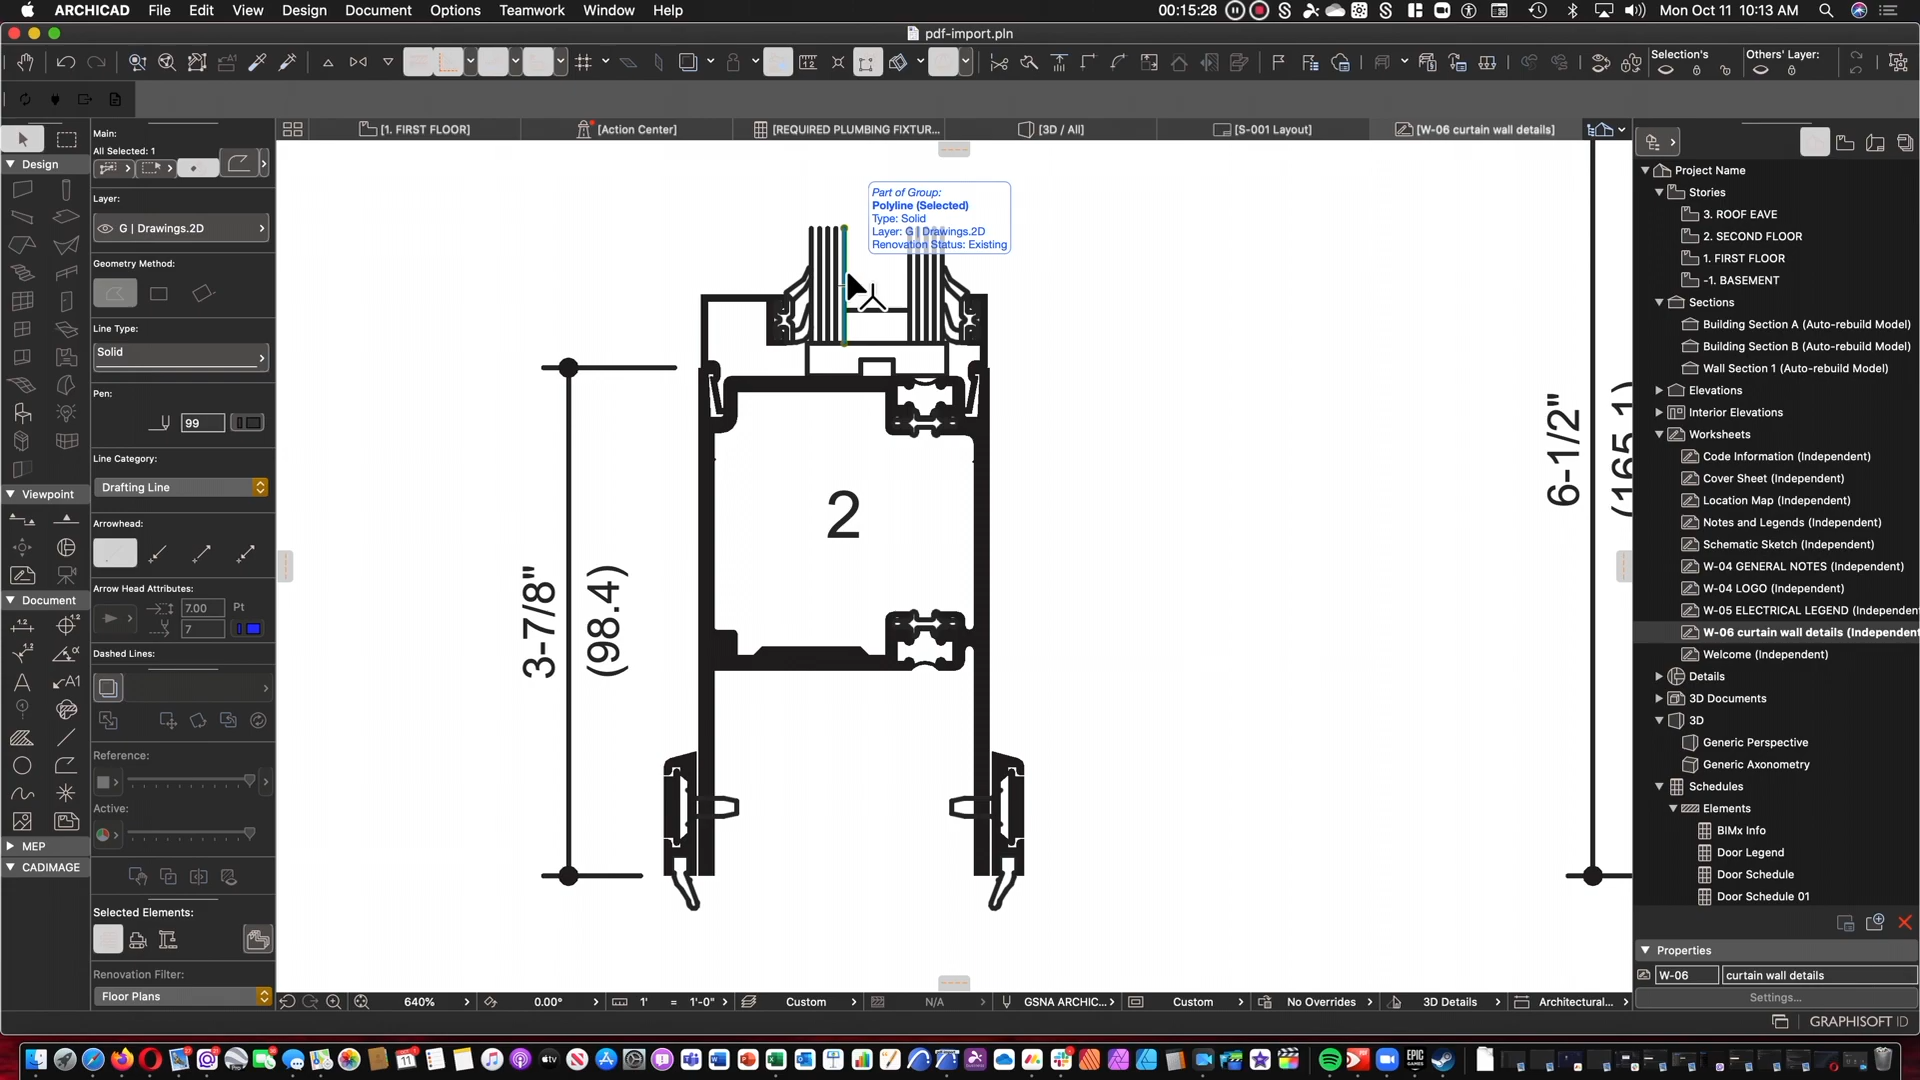 ARCHICAD File Edit View Design Document Options Teamwork Window Help
00:15:28
Mon Oct 11 10:13 AM
pdf-import.pln
Selection's
Others' Layer:
[1. FIRST FLOOR]
[Action Center]
[REQUIRED PLUMBING FIXTUR...
[3D / All]
[S-001 Layout]
[W-06 curtain wall details]
Design
Viewpoint
Document
MEP
CADIMAGE
Main:
All Selected: 1
Layer:
G | Drawings.2D
Geometry Method:
Line Type:
Solid
Pen:
99
Line Category:
Drafting Line
Arrowhead:
Arrow Head Attributes:
7.00 Pt
7
Dashed Lines:
Reference:
Active:
Selected Elements:
Renovation Filter:
Floor Plans
Part of Group:
Polyline (Selected)
Type: Solid
Layer: G | Drawings.2D
Renovation Status: Existing
2
3-7/8"
(98.4)
6-1/2"
(165.1)
Project Name
Stories
3. ROOF EAVE
2. SECOND FLOOR
1. FIRST FLOOR
-1. BASEMENT
Sections
Building Section A (Auto-rebuild Model)
Building Section B (Auto-rebuild Model)
Wall Section 1 (Auto-rebuild Model)
Elevations
Interior Elevations
Worksheets
Code Information (Independent)
Cover Sheet (Independent)
Location Map (Independent)
Notes and Legends (Independent)
Schematic Sketch (Independent)
W-04 GENERAL NOTES (Independent)
W-04 LOGO (Independent)
W-05 ELECTRICAL LEGEND (Independen
W-06 curtain wall details (Independent
Welcome (Independent)
Details
3D Documents
3D
Generic Perspective
Generic Axonometry
Schedules
Elements
BIMx Info
Door Legend
Door Schedule
Door Schedule 01
Properties
W-06 curtain wall details
Settings...
640% 0.00° 1' = 1'-0" Custom N/A GSNA ARCHIC... Custom No Overrides 3D Details Architectural...
GRAPHISOFT ID